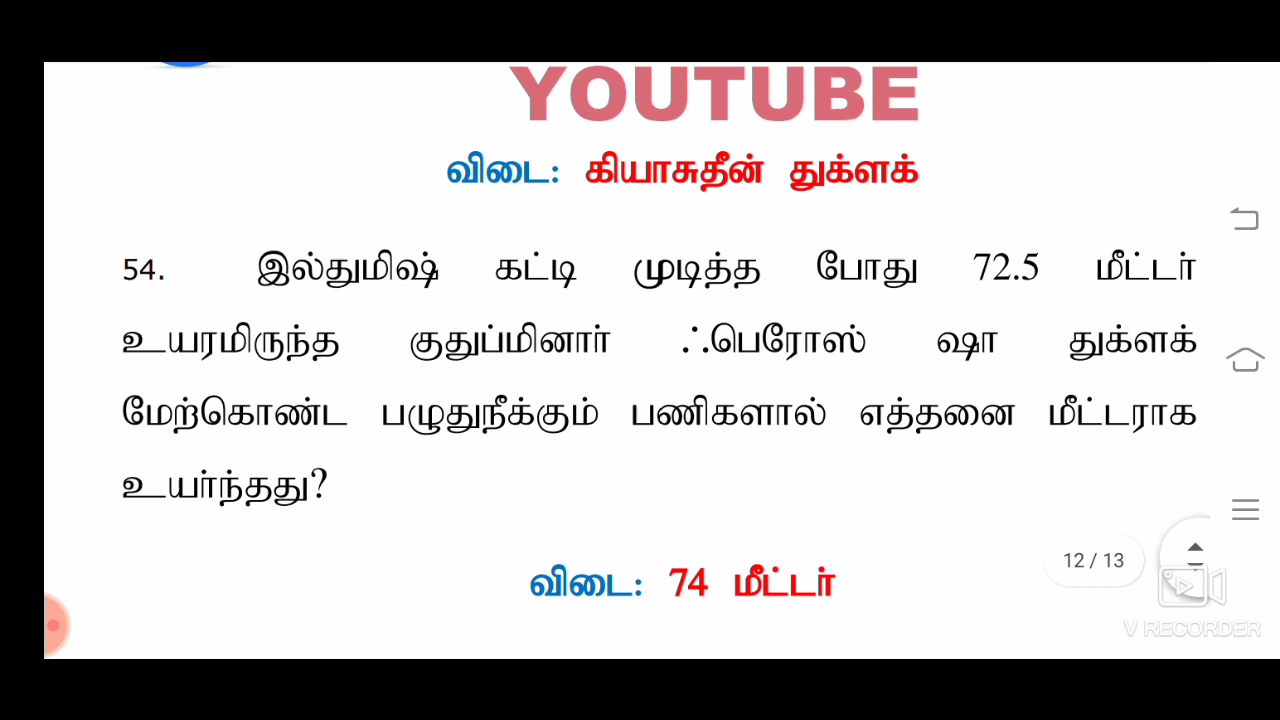 YOUTUBE
விடை: கியாசுதீன் துக்ளக்
54. இல்துமிஷ் கட்டி முடித்த போது 72.5 மீட்டர்
உயரமிருந்த குதுப்மினார் ஃபெரோஸ் ஷா துக்ளக்
மேற்கொண்ட பழுதுநீக்கும் பணிகளால் எத்தனை மீட்டராக
உயர்ந்தது?
12 / 13
விடை: 74 மீட்டர்
V RECORDER